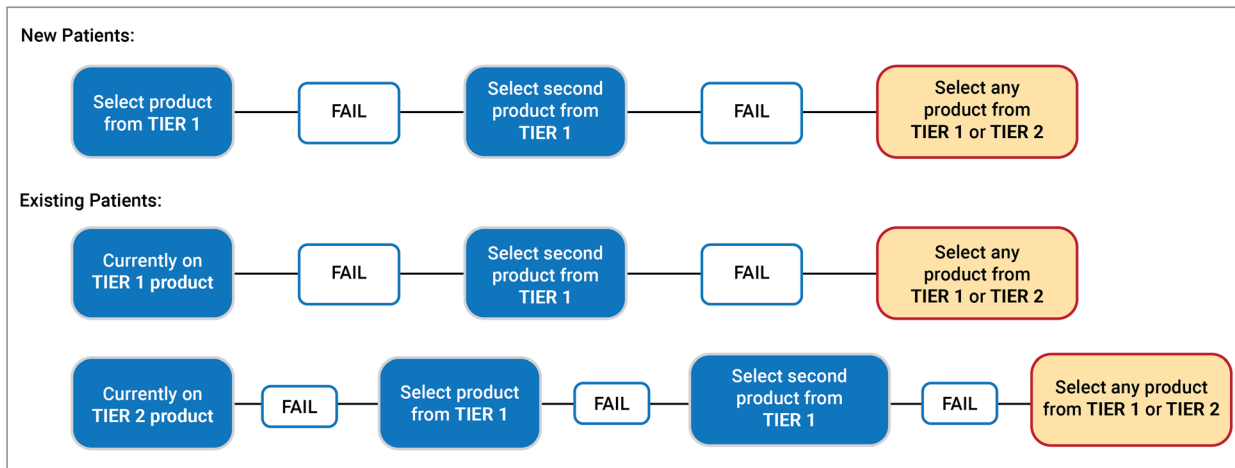 New Patients:
Select product
from TIER 1
FAIL
Select second
product from
TIER 1
FAIL
Select any
product from
TIER 1 or TIER 2
Existing Patients:
Currently on
TIER 1 product
FAIL
Select second
product from
TIER 1
FAIL
Select any
product from
TIER 1 or TIER 2
Currently on
TIER 2 product
FAIL
Select product
from TIER 1
FAIL
Select second
product from
TIER 1
FAIL
Select any product
from TIER 1 or TIER 2